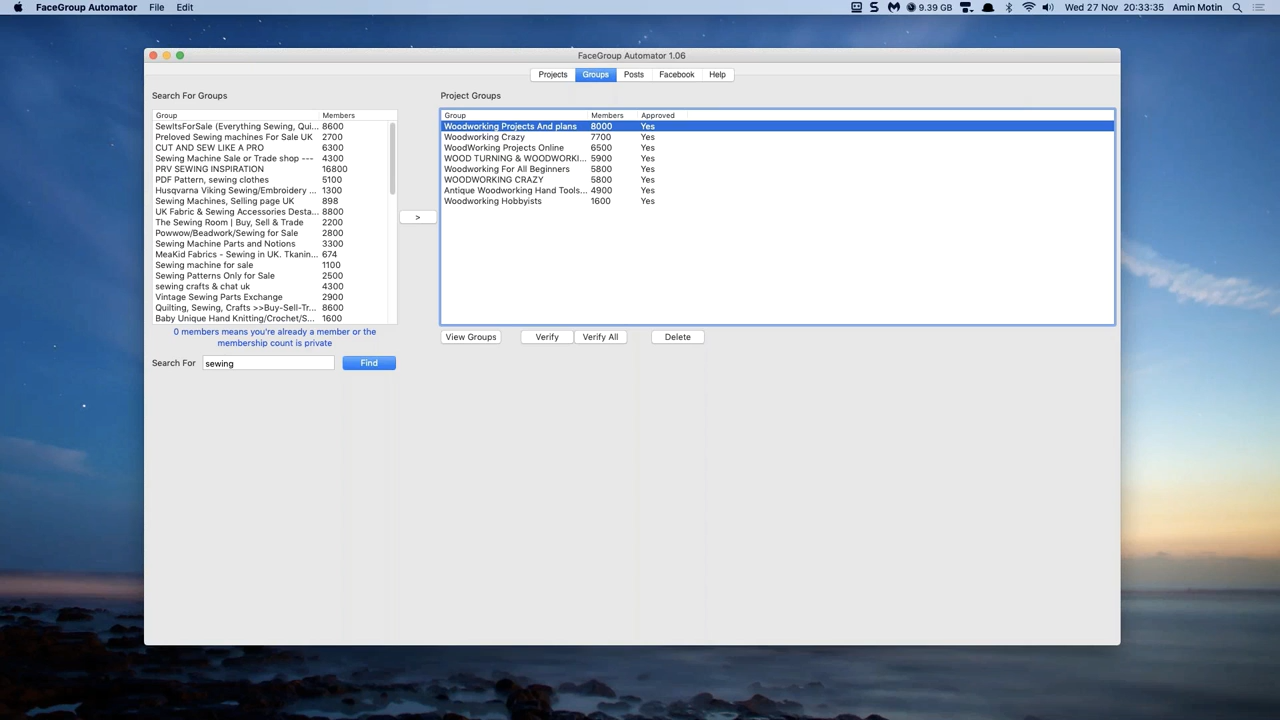 FaceGroup Automator File Edit 9.39 GB Wed 27 Nov 20:33:35 Amin Motin
FaceGroup Automator 1.06
Projects Groups Posts Facebook Help
Search For Groups
Group Members
SewItsForSale (Everything Sewing, Qui... 8600
Preloved Sewing machines For Sale UK 2700
CUT AND SEW LIKE A PRO 6300
Sewing Machine Sale or Trade shop --- 4300
PRV SEWING INSPIRATION 16800
PDF Pattern, sewing clothes 5100
Husqvarna Viking Sewing/Embroidery ... 1300
Sewing Machines, Selling page UK 898
UK Fabric & Sewing Accessories Desta... 8800
The Sewing Room | Buy, Sell & Trade 2200
Powwow/Beadwork/Sewing for Sale 2800
Sewing Machine Parts and Notions 3300
MeaKid Fabrics - Sewing in UK. Tkanin... 674
Sewing machine for sale 1100
Sewing Patterns Only for Sale 2500
sewing crafts & chat uk 4300
Vintage Sewing Parts Exchange 2900
Quilting, Sewing, Crafts >>Buy-Sell-Tr... 8600
Baby Unique Hand Knitting/Crochet/S... 1600
0 members means you're already a member or the
membership count is private
Search For sewing Find
>
Project Groups
Group Members Approved
Woodworking Projects And plans 8000 Yes
Woodworking Crazy 7700 Yes
WoodWorking Projects Online 6500 Yes
WOOD TURNING & WOODWORKI... 5900 Yes
Woodworking For All Beginners 5800 Yes
WOODWORKING CRAZY 5800 Yes
Antique Woodworking Hand Tools... 4900 Yes
Woodworking Hobbyists 1600 Yes
View Groups Verify Verify All Delete